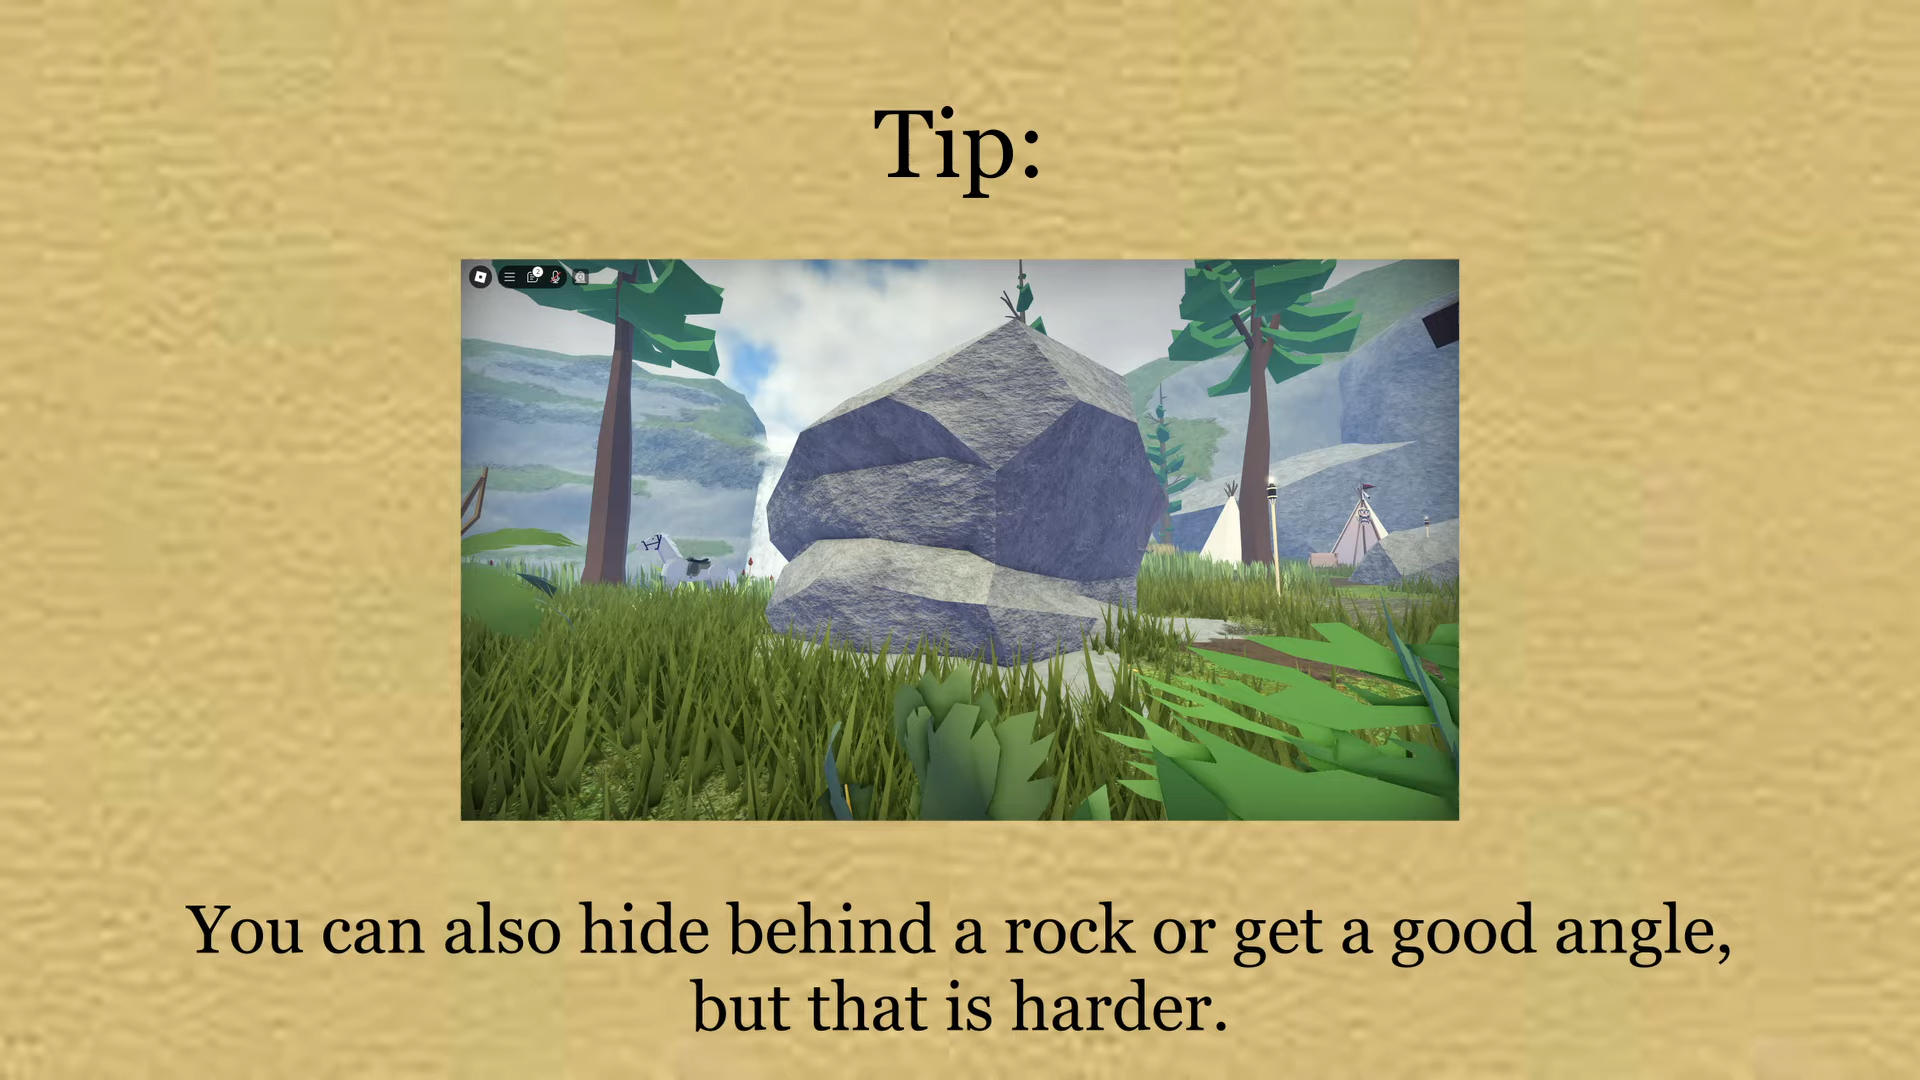 Tip:
You can also hide behind a rock or get a good angle,
but that is harder.